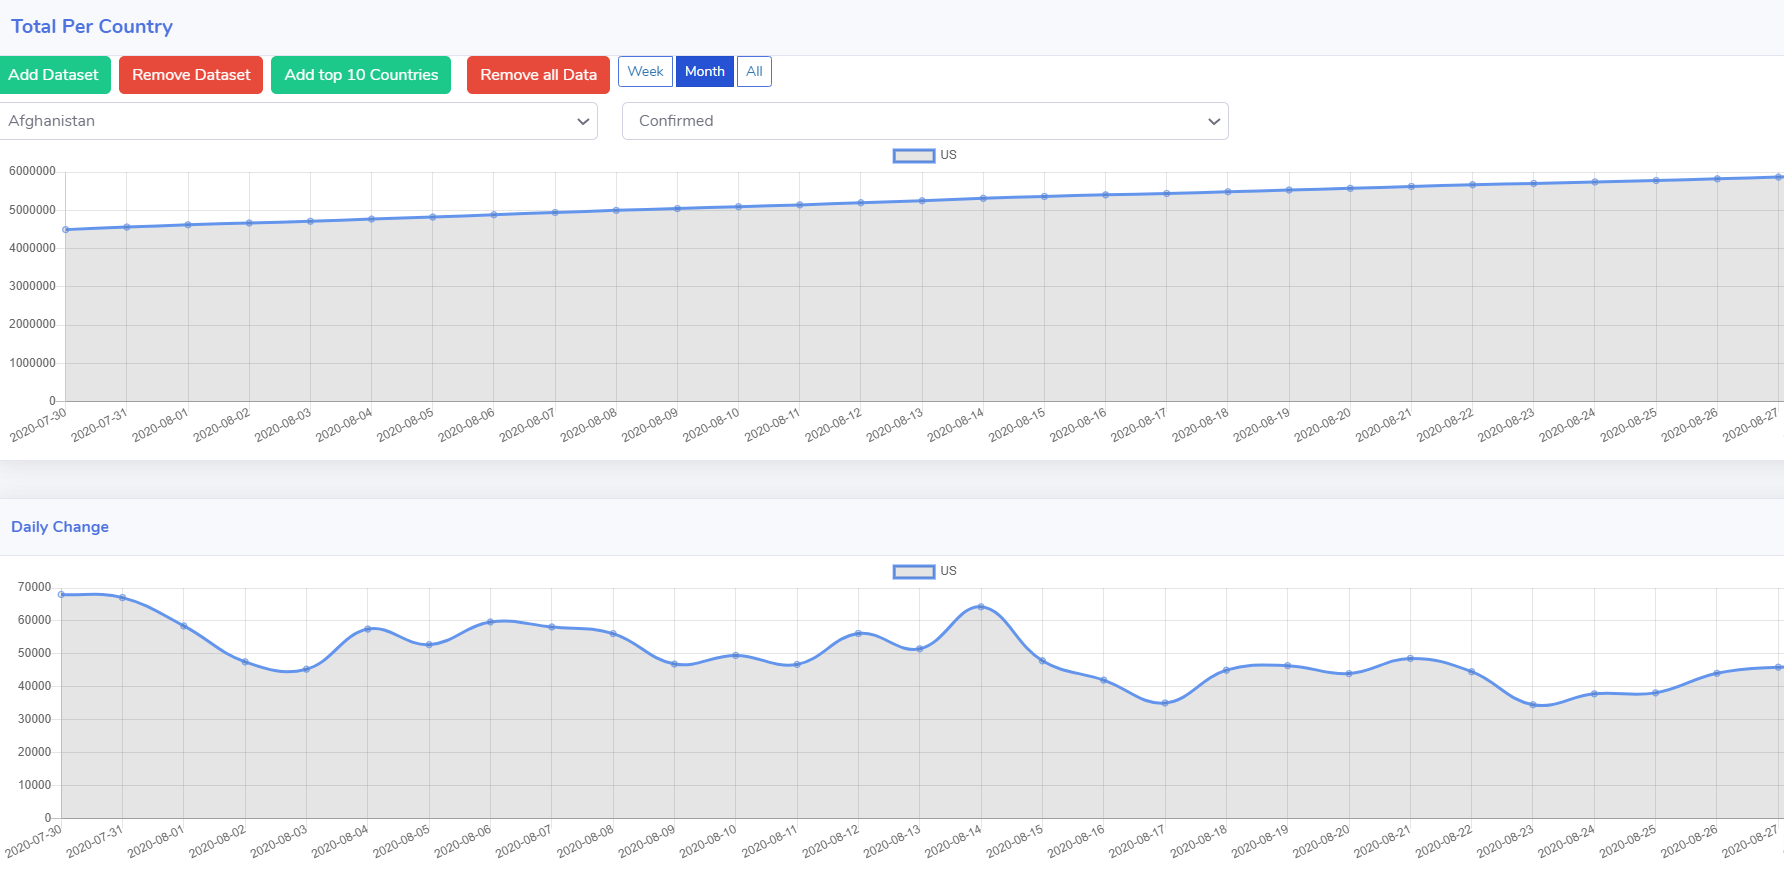 Total Per Country
Add Dataset Remove Dataset Add top 10 Countries Remove all Data Week Month All
Afghanistan Confirmed
US
6000000
5000000
4000000
3000000
2000000
1000000
0
2020-07-30 2020-07-31 2020-08-01 2020-08-02 2020-08-03 2020-08-04 2020-08-05 2020-08-06 2020-08-07 2020-08-08 2020-08-09 2020-08-10 2020-08-11 2020-08-12 2020-08-13 2020-08-14 2020-08-15 2020-08-16 2020-08-17 2020-08-18 2020-08-19 2020-08-20 2020-08-21 2020-08-22 2020-08-23 2020-08-24 2020-08-25 2020-08-26 2020-08-27
Daily Change
US
70000
60000
50000
40000
30000
20000
10000
0
2020-07-30 2020-07-31 2020-08-01 2020-08-02 2020-08-03 2020-08-04 2020-08-05 2020-08-06 2020-08-07 2020-08-08 2020-08-09 2020-08-10 2020-08-11 2020-08-12 2020-08-13 2020-08-14 2020-08-15 2020-08-16 2020-08-17 2020-08-18 2020-08-19 2020-08-20 2020-08-21 2020-08-22 2020-08-23 2020-08-24 2020-08-25 2020-08-26 2020-08-27